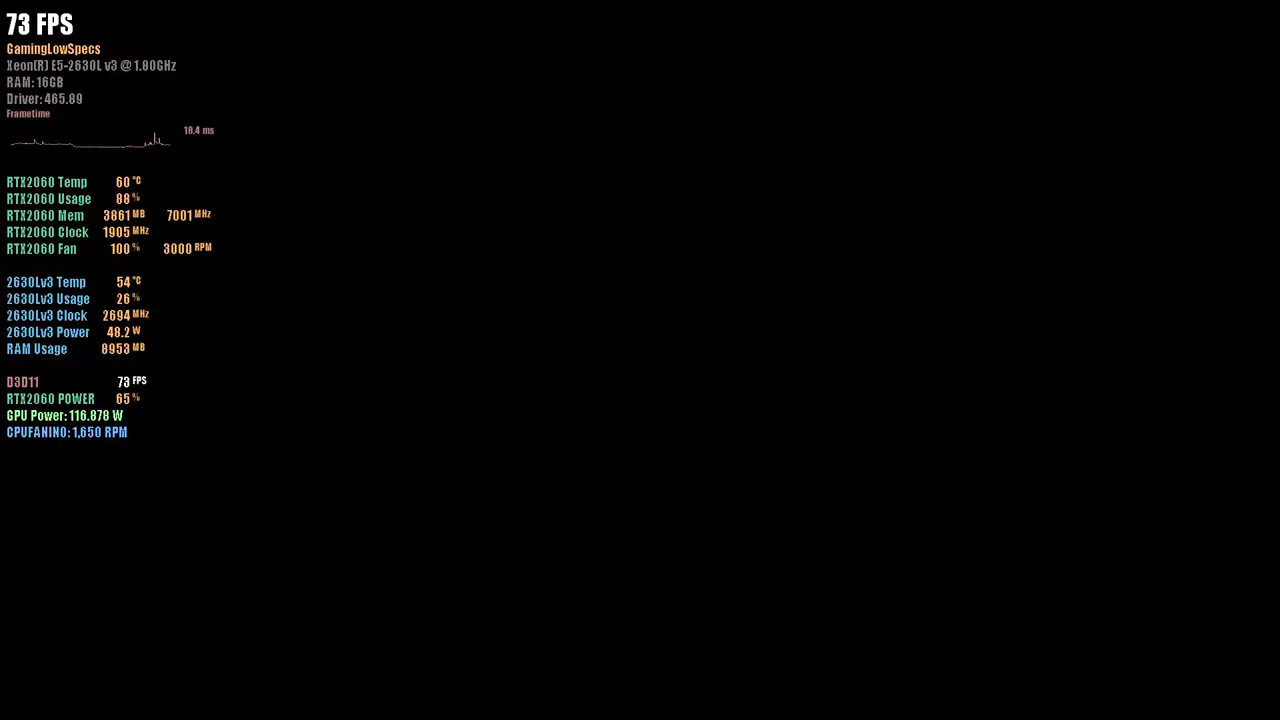 73 FPS
GamingLowSpecs
Xeon(R) E5-2630L v3 @ 1.80GHz
RAM: 16GB
Driver: 465.89
Frametime
18.4 ms
RTX2060 Temp 60 °C
RTX2060 Usage 88 %
RTX2060 Mem 3861 MB 7001 MHz
RTX2060 Clock 1905 MHz
RTX2060 Fan 100 % 3000 RPM
2630Lv3 Temp 54 °C
2630Lv3 Usage 26 %
2630Lv3 Clock 2694 MHz
2630Lv3 Power 48.2 W
RAM Usage 8953 MB
D3D11 73 FPS
RTX2060 POWER 65 %
GPU Power: 116.878 W
CPUFANIN0: 1,650 RPM